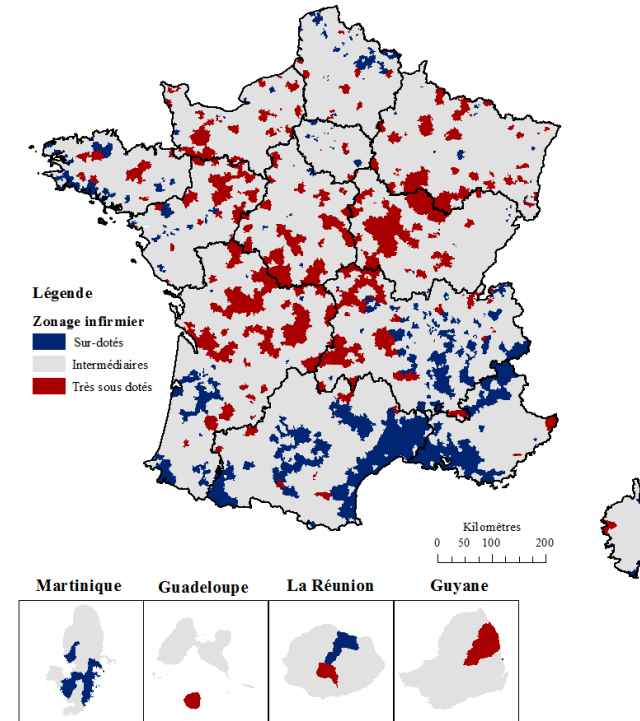 Légende
Zonage infirmier
Sur-dotés
Intermédiaires
Très sous dotés
Kilomètres
0 50 100 200
Martinique Guadeloupe La Réunion Guyane